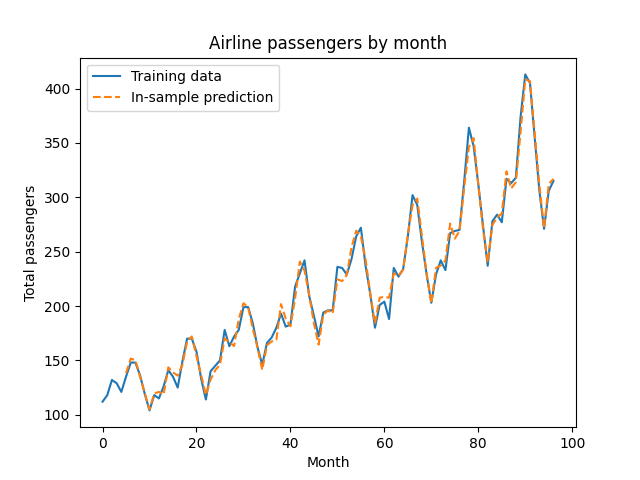 Airline passengers by month
Training data
In-sample prediction
Total passengers
400
350
300
250
200
150
100
0 20 40 60 80 100
Month